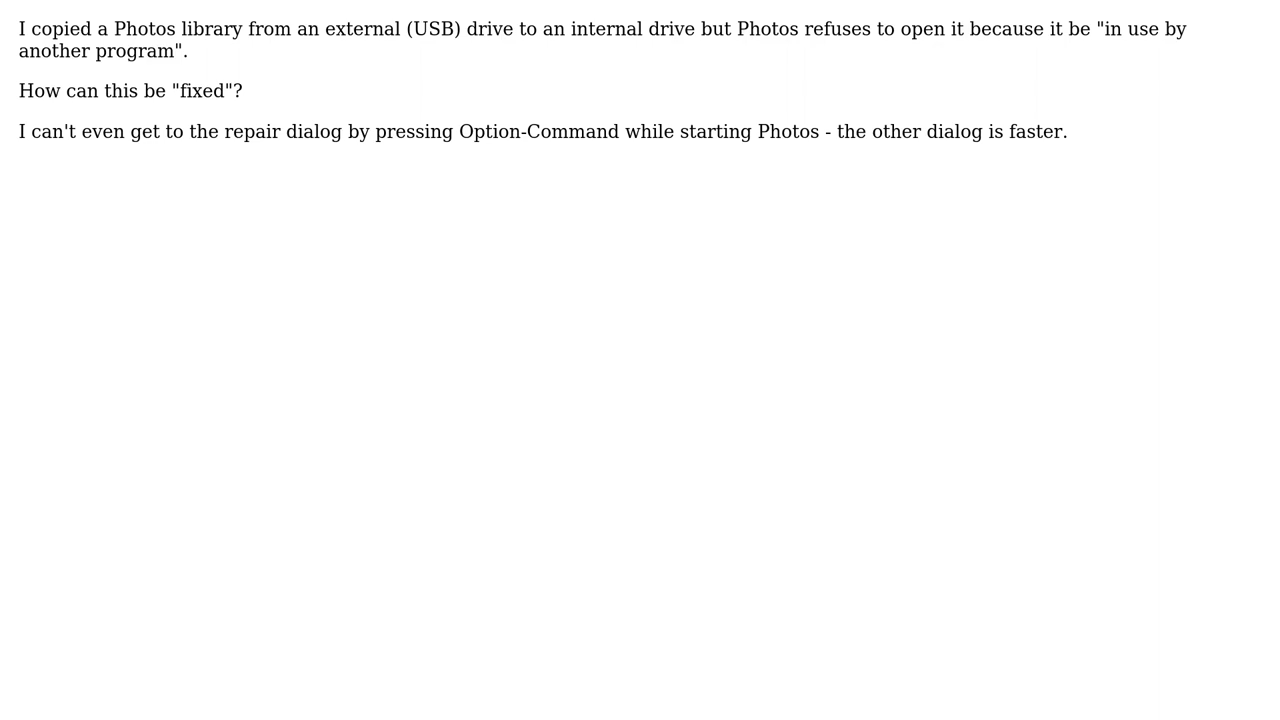 I copied a Photos library from an external (USB) drive to an internal drive but Photos refuses to open it because it be "in use by
another program".
How can this be "fixed"?
I can't even get to the repair dialog by pressing Option-Command while starting Photos - the other dialog is faster.